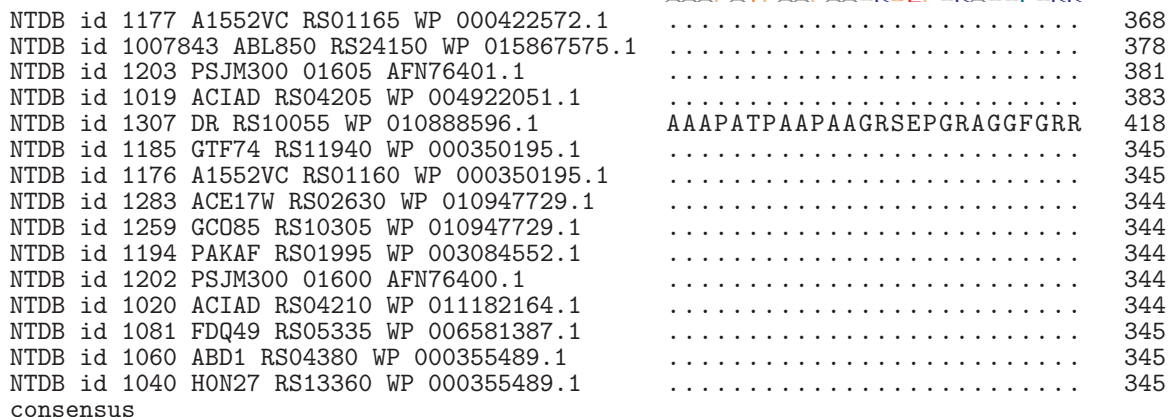 NTDB id 1177 A1552VC RS01165 WP 000422572.1 . . . . . . . . . . . . . . . . . . . . . . . . . . 368
NTDB id 1007843 ABL850 RS24150 WP 015867575.1 . . . . . . . . . . . . . . . . . . . . . . . . . . 378
NTDB id 1203 PSJM300 01605 AFN76401.1 . . . . . . . . . . . . . . . . . . . . . . . . . . 381
NTDB id 1019 ACIAD RS04205 WP 004922051.1 . . . . . . . . . . . . . . . . . . . . . . . . . . 383
NTDB id 1307 DR RS10055 WP 010888596.1 AAAPATPAAPAAGRSEPGRAGGFGRR 418
NTDB id 1185 GTF74 RS11940 WP 000350195.1 . . . . . . . . . . . . . . . . . . . . . . . . . . 345
NTDB id 1176 A1552VC RS01160 WP 000350195.1 . . . . . . . . . . . . . . . . . . . . . . . . . . 345
NTDB id 1283 ACE17W RS02630 WP 010947729.1 . . . . . . . . . . . . . . . . . . . . . . . . . . 344
NTDB id 1259 GCO85 RS10305 WP 010947729.1 . . . . . . . . . . . . . . . . . . . . . . . . . . 344
NTDB id 1194 PAKAF RS01995 WP 003084552.1 . . . . . . . . . . . . . . . . . . . . . . . . . . 344
NTDB id 1202 PSJM300 01600 AFN76400.1 . . . . . . . . . . . . . . . . . . . . . . . . . . 344
NTDB id 1020 ACIAD RS04210 WP 011182164.1 . . . . . . . . . . . . . . . . . . . . . . . . . . 344
NTDB id 1081 FDQ49 RS05335 WP 006581387.1 . . . . . . . . . . . . . . . . . . . . . . . . . . 345
NTDB id 1060 ABD1 RS04380 WP 000355489.1 . . . . . . . . . . . . . . . . . . . . . . . . . . 345
NTDB id 1040 HON27 RS13360 WP 000355489.1 . . . . . . . . . . . . . . . . . . . . . . . . . . 345
consensus